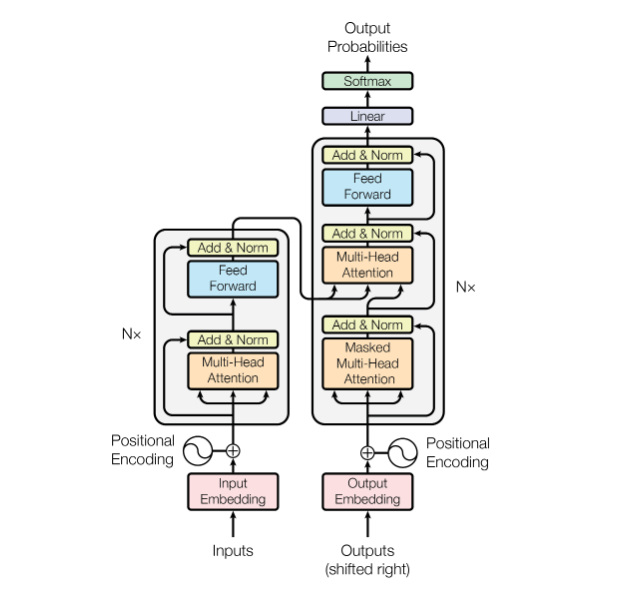 Output
Probabilities
Softmax
Linear
Add & Norm
Feed
Forward
Add & Norm
Multi-Head
Attention
Add & Norm
Masked
Multi-Head
Attention
Nx
Add & Norm
Feed
Forward
Add & Norm
Multi-Head
Attention
Nx
Positional
Encoding
Positional
Encoding
Input
Embedding
Output
Embedding
Inputs
Outputs
(shifted right)